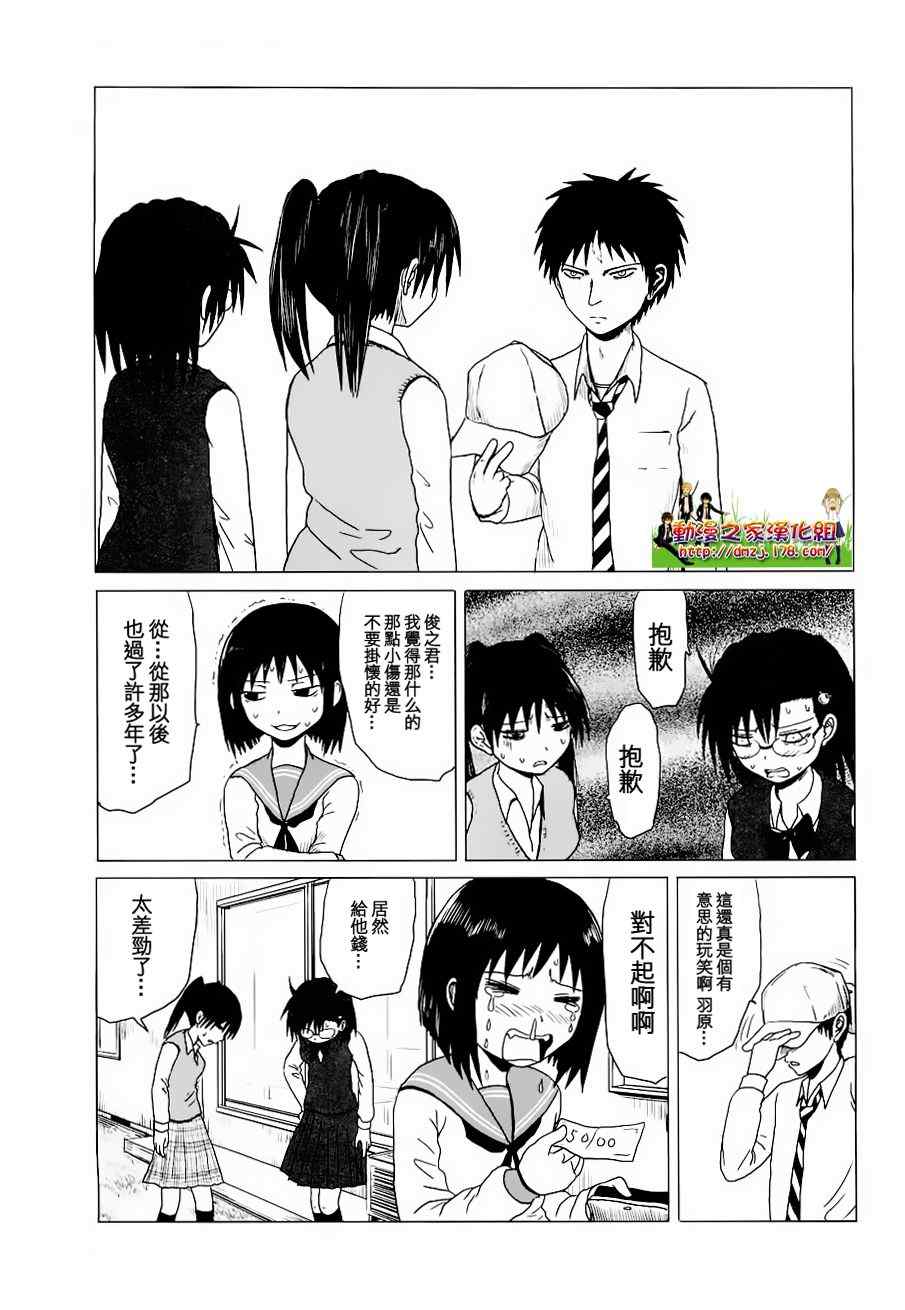 動漫之家漢化組
http://dmzj.178.com/
抱歉
抱歉
俊之君…
我覺得那什么的
那點小傷還是
不要掛懷的好…
從…從那以後
也過了許多年了…
這還真是個有
意思的玩笑啊 羽原…
對不起啊啊
50/00
居然
給他錢…
太差勁了…